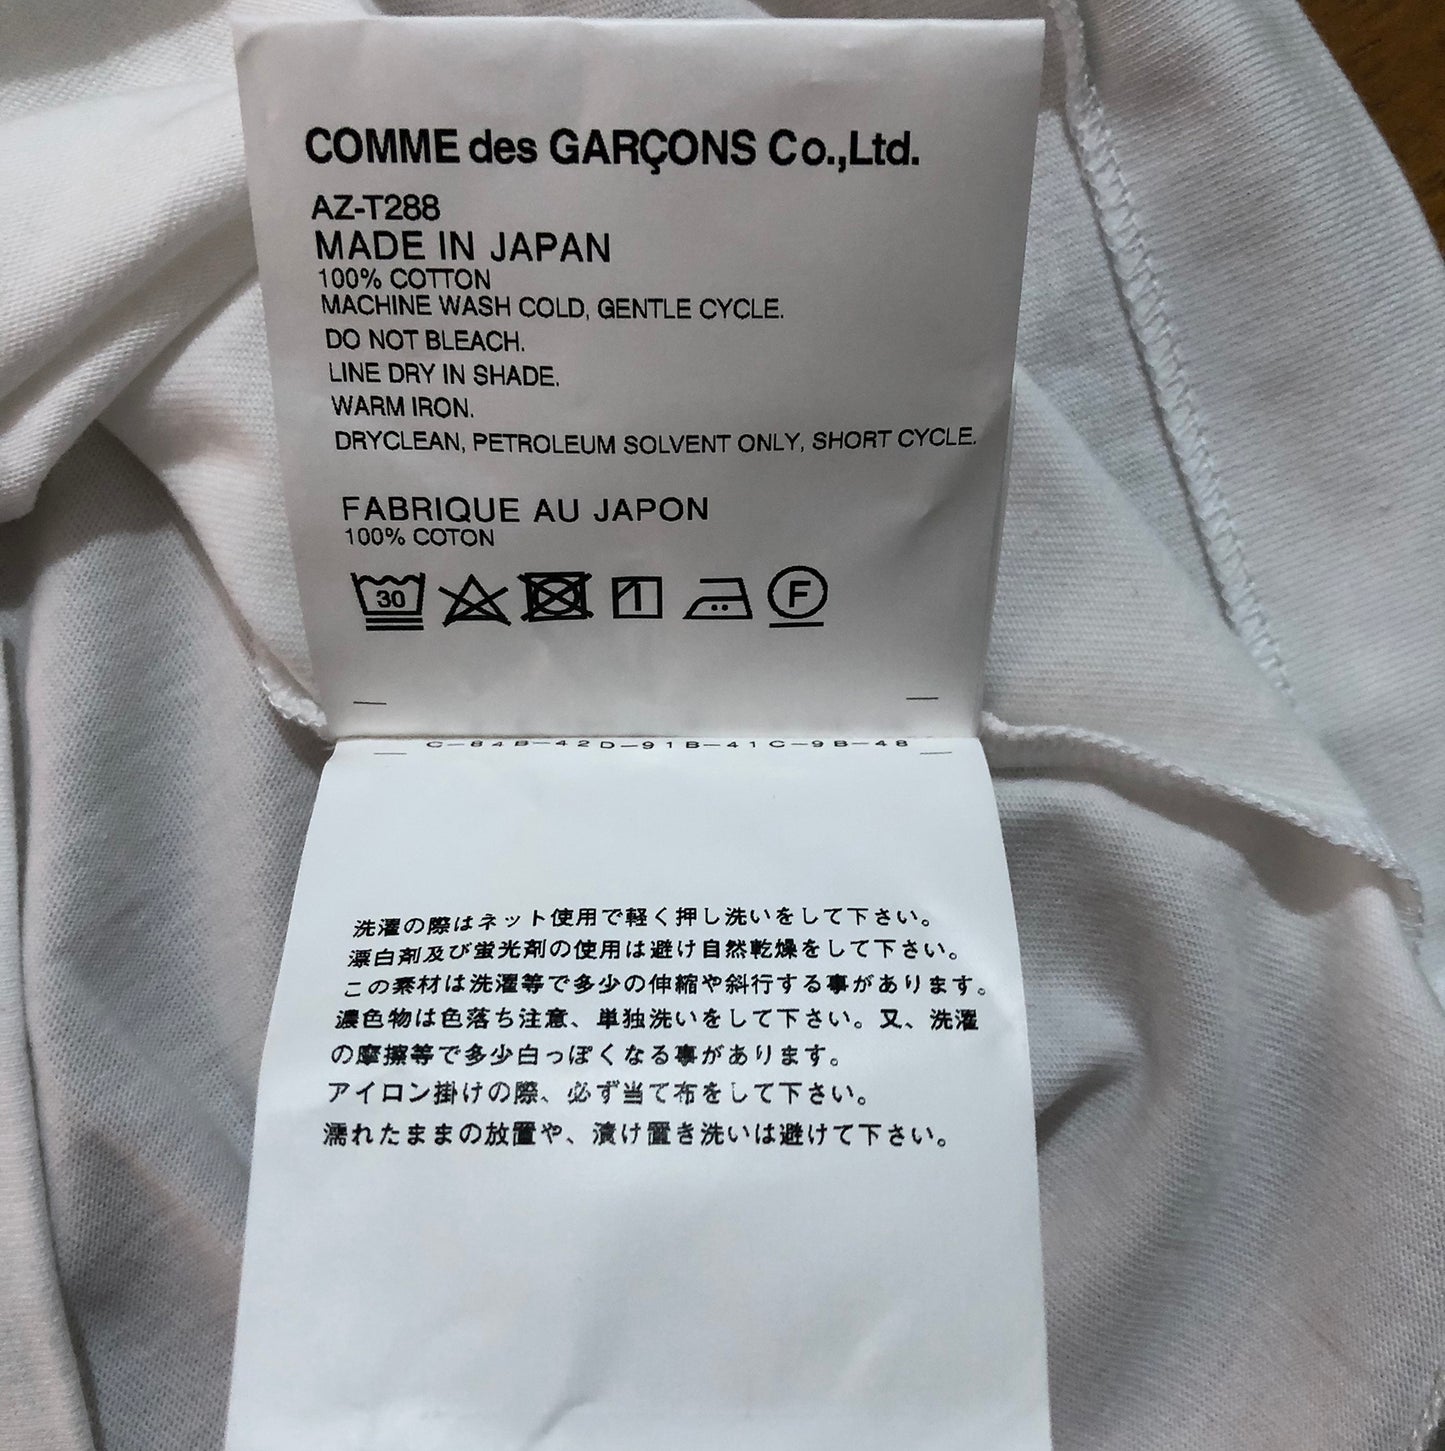 COMME des GARÇONS Co.,Ltd.
AZ-T288
MADE IN JAPAN
100% COTTON
MACHINE WASH COLD, GENTLE CYCLE.
DO NOT BLEACH.
LINE DRY IN SHADE.
WARM IRON.
DRYCLEAN, PETROLEUM SOLVENT ONLY, SHORT CYCLE.
FABRIQUE AU JAPON
100% COTON
30 F
C-84B-42D-91B-41C-9B-48
洗濯の際はネット使用で軽く押し洗いをして下さい。
漂白剤及び蛍光剤の使用は避け自然乾燥をして下さい。
この素材は洗濯等で多少の伸縮や斜行する事があります。
濃色物は色落ち注意、単独洗いをして下さい。又、洗濯
の摩擦等で多少白っぽくなる事があります。
アイロン掛けの際、必ず当て布をして下さい。
濡れたままの放置や、漬け置き洗いは避けて下さい。